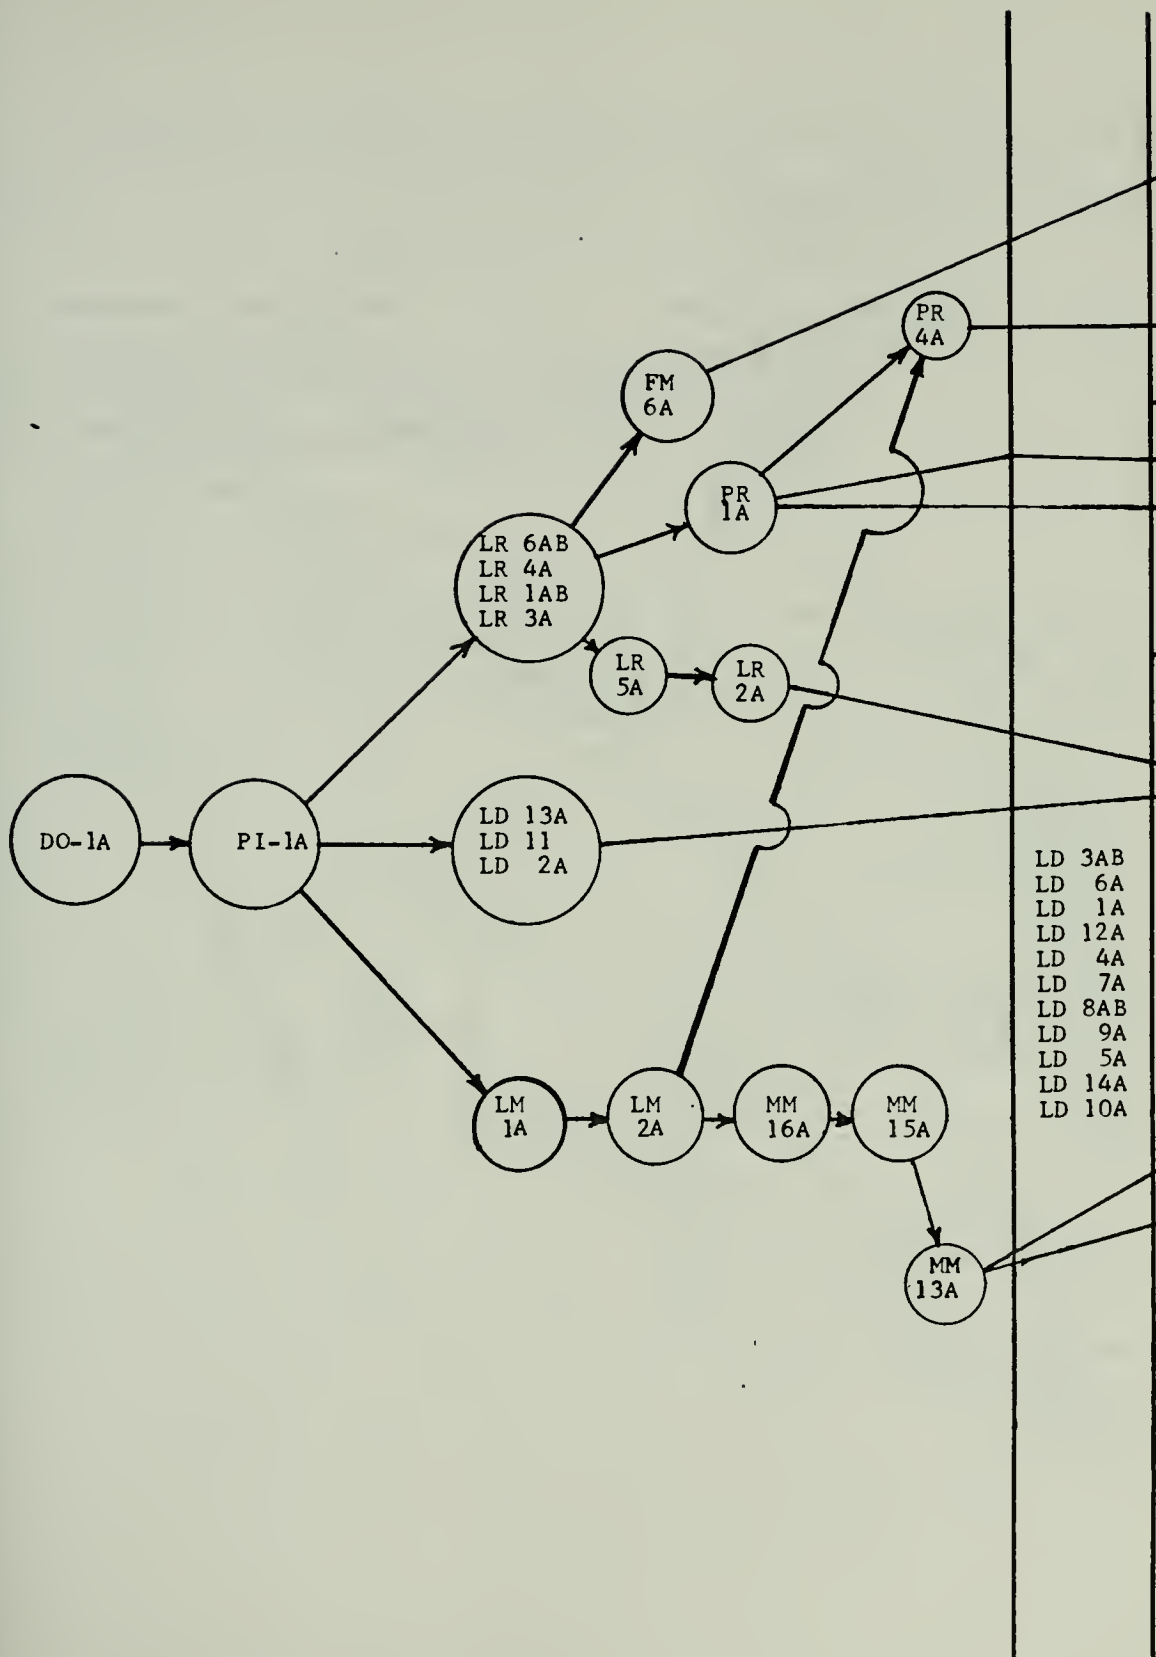 PR
4A
FM
6A
PR
1A
LR 6AB
LR 4A
LR 1AB
LR 3A
LR
5A
LR
2A
DO-1A
PI-1A
LD 13A
LD 11
LD 2A
LD 3AB
LD 6A
LD 1A
LD 12A
LD 4A
LD 7A
LD 8AB
LD 9A
LD 5A
LD 14A
LD 10A
LM
1A
LM
2A
MM
16A
MM
15A
MM
13A